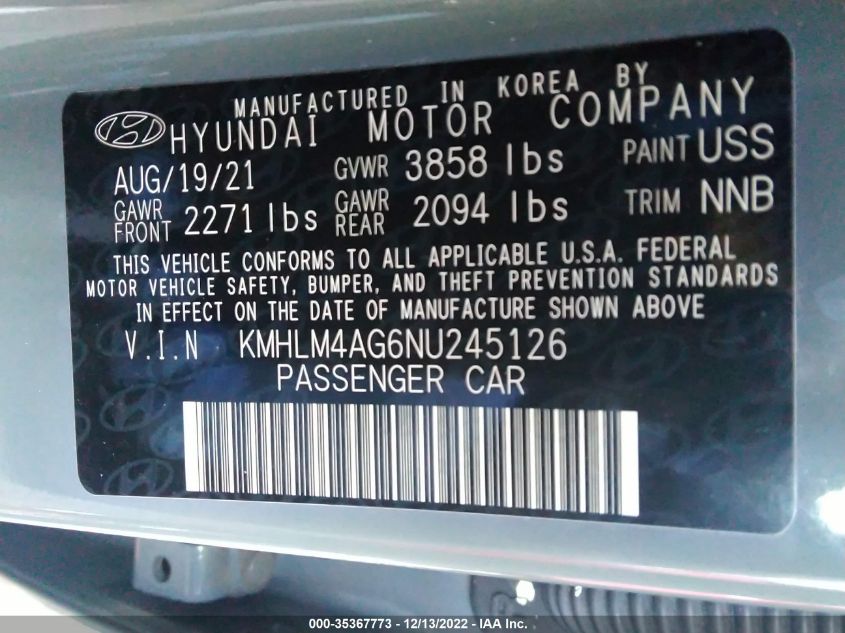 MANUFACTURED IN KOREA BY
HYUNDAI MOTOR COMPANY
AUG/19/21 GVWR 3858 lbs PAINT USS
GAWR FRONT 2271 lbs GAWR REAR 2094 lbs TRIM NNB
THIS VEHICLE CONFORMS TO ALL APPLICABLE U.S.A. FEDERAL
MOTOR VEHICLE SAFETY, BUMPER, AND THEFT PREVENTION STANDARDS
IN EFFECT ON THE DATE OF MANUFACTURE SHOWN ABOVE
V.I.N KMHLM4AG6NU245126
PASSENGER CAR
000-35367773 - 12/13/2022 - IAA Inc.